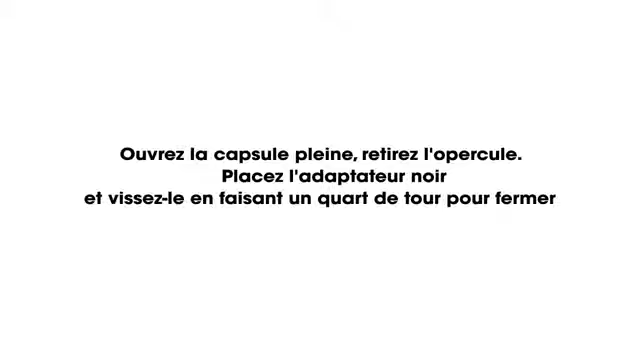 Ouvrez la capsule pleine, retirez l'opercule.
Placez l'adaptateur noir
et vissez-le en faisant un quart de tour pour fermer